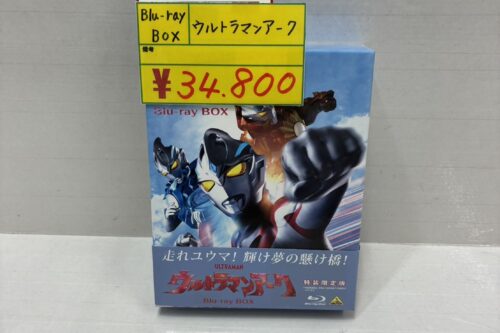 Blu-ray
BOX
ウルトラマンアーク
備考
¥34.800
Blu-ray BOX
走れユウマ！輝け夢の懸け橋！
ULTRAMAN
ウルトラマンアーク
Blu-ray BOX
特装限定版